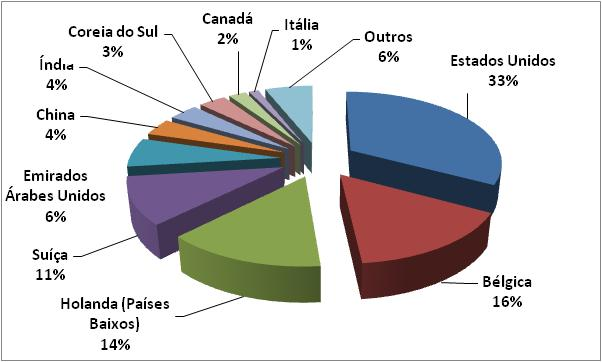 Canadá
2%
Itália
1%
Outros
6%
Coreia do Sul
3%
Estados Unidos
33%
Índia
4%
China
4%
Emirados
Árabes Unidos
6%
Suíça
11%
Holanda (Países
Baixos)
14%
Bélgica
16%